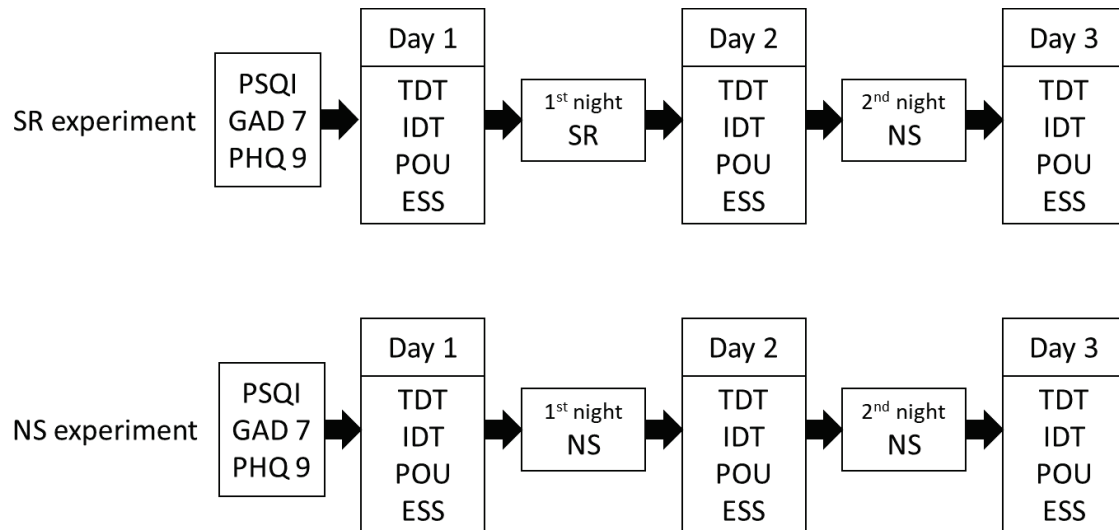 SR experiment
PSQI
GAD 7
PHQ 9
Day 1
TDT
IDT
POU
ESS
1st night
SR
Day 2
TDT
IDT
POU
ESS
2nd night
NS
Day 3
TDT
IDT
POU
ESS
NS experiment
PSQI
GAD 7
PHQ 9
Day 1
TDT
IDT
POU
ESS
1st night
NS
Day 2
TDT
IDT
POU
ESS
2nd night
NS
Day 3
TDT
IDT
POU
ESS